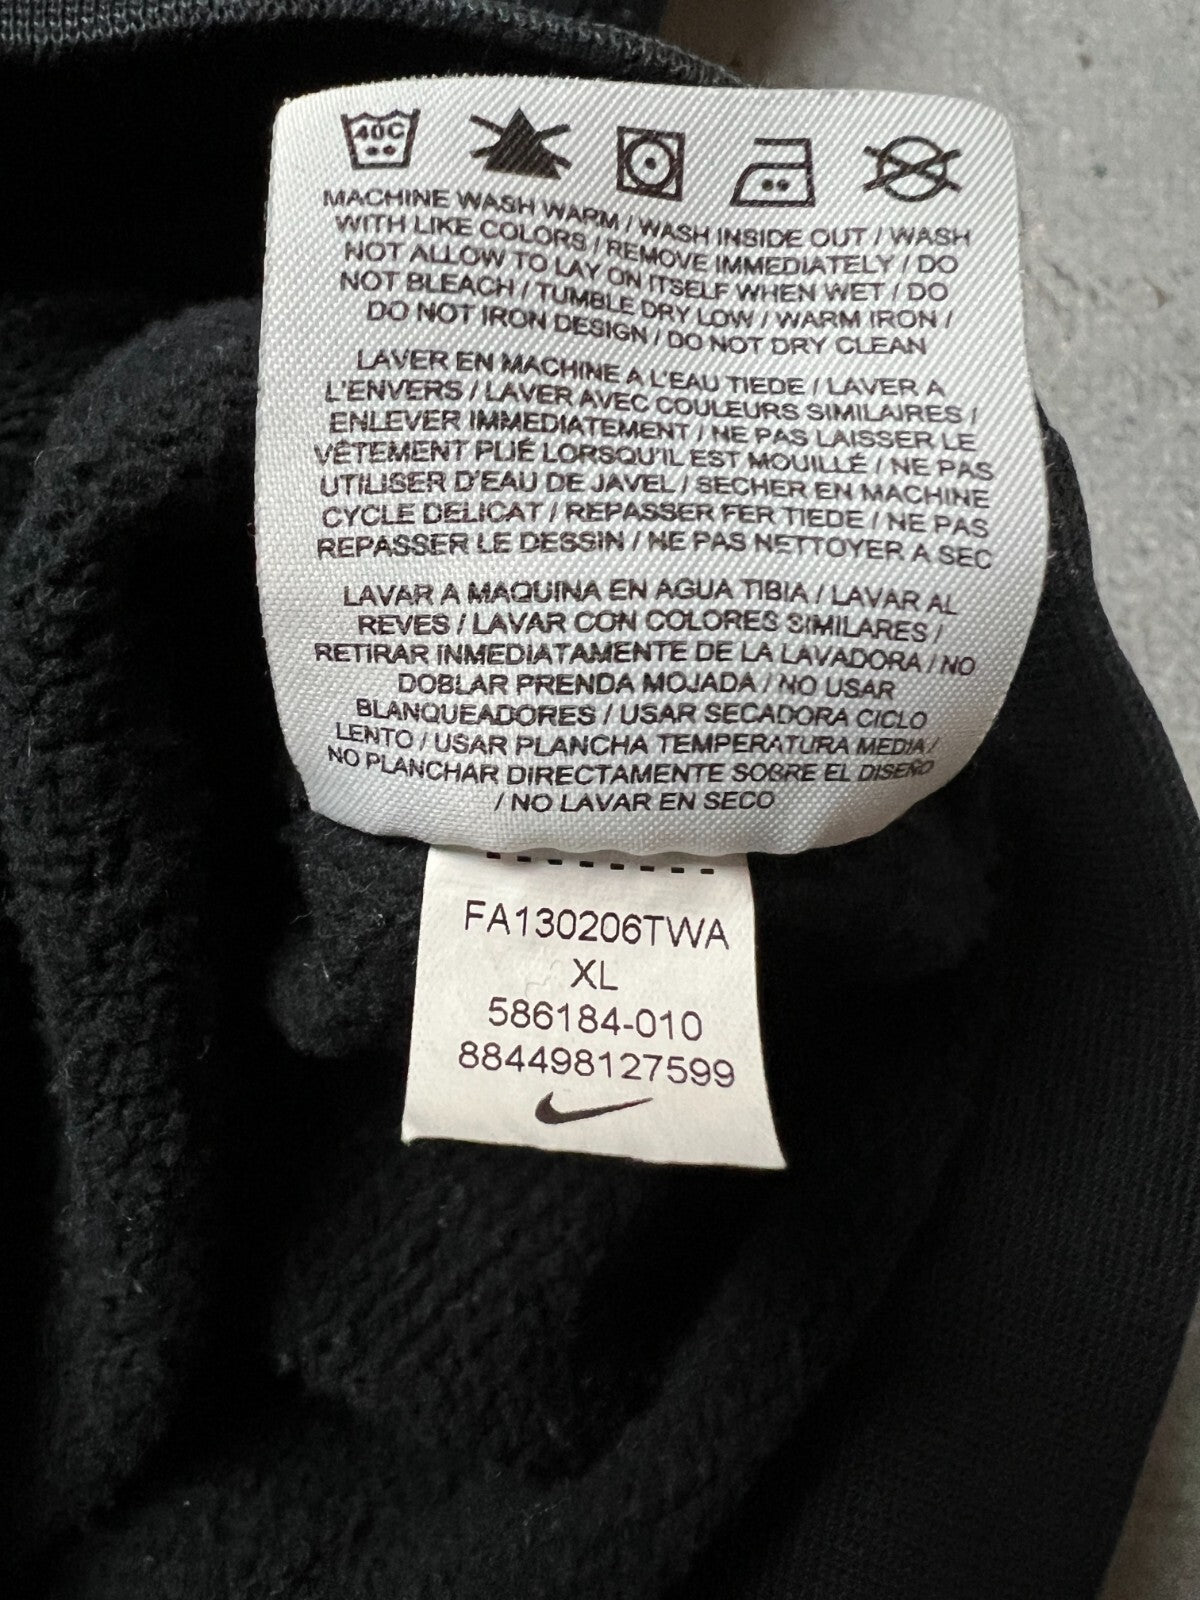 40C
MACHINE WASH WARM / WASH INSIDE OUT / WASH
WITH LIKE COLORS / REMOVE IMMEDIATELY / DO
NOT ALLOW TO LAY ON ITSELF WHEN WET / DO
NOT BLEACH / TUMBLE DRY LOW / WARM IRON /
DO NOT IRON DESIGN / DO NOT DRY CLEAN
LAVER EN MACHINE A L'EAU TIEDE / LAVER A
L'ENVERS / LAVER AVEC COULEURS SIMILAIRES /
ENLEVER IMMEDIATEMENT / NE PAS LAISSER LE
VÊTEMENT PLIÉ LORSQU'IL EST MOUILLÉ / NE PAS
UTILISER D'EAU DE JAVEL / SECHER EN MACHINE
CYCLE DELICAT / REPASSER FER TIEDE / NE PAS
REPASSER LE DESSIN / NE PAS NETTOYER A SEC
LAVAR A MAQUINA EN AGUA TIBIA / LAVAR AL
REVES / LAVAR CON COLORES SIMILARES /
RETIRAR INMEDIATAMENTE DE LA LAVADORA / NO
DOBLAR PRENDA MOJADA / NO USAR
BLANQUEADORES / USAR SECADORA CICLO
LENTO / USAR PLANCHA TEMPERATURA MEDIA /
NO PLANCHAR DIRECTAMENTE SOBRE EL DISEÑO
/ NO LAVAR EN SECO
FA130206TWA
XL
586184-010
884498127599